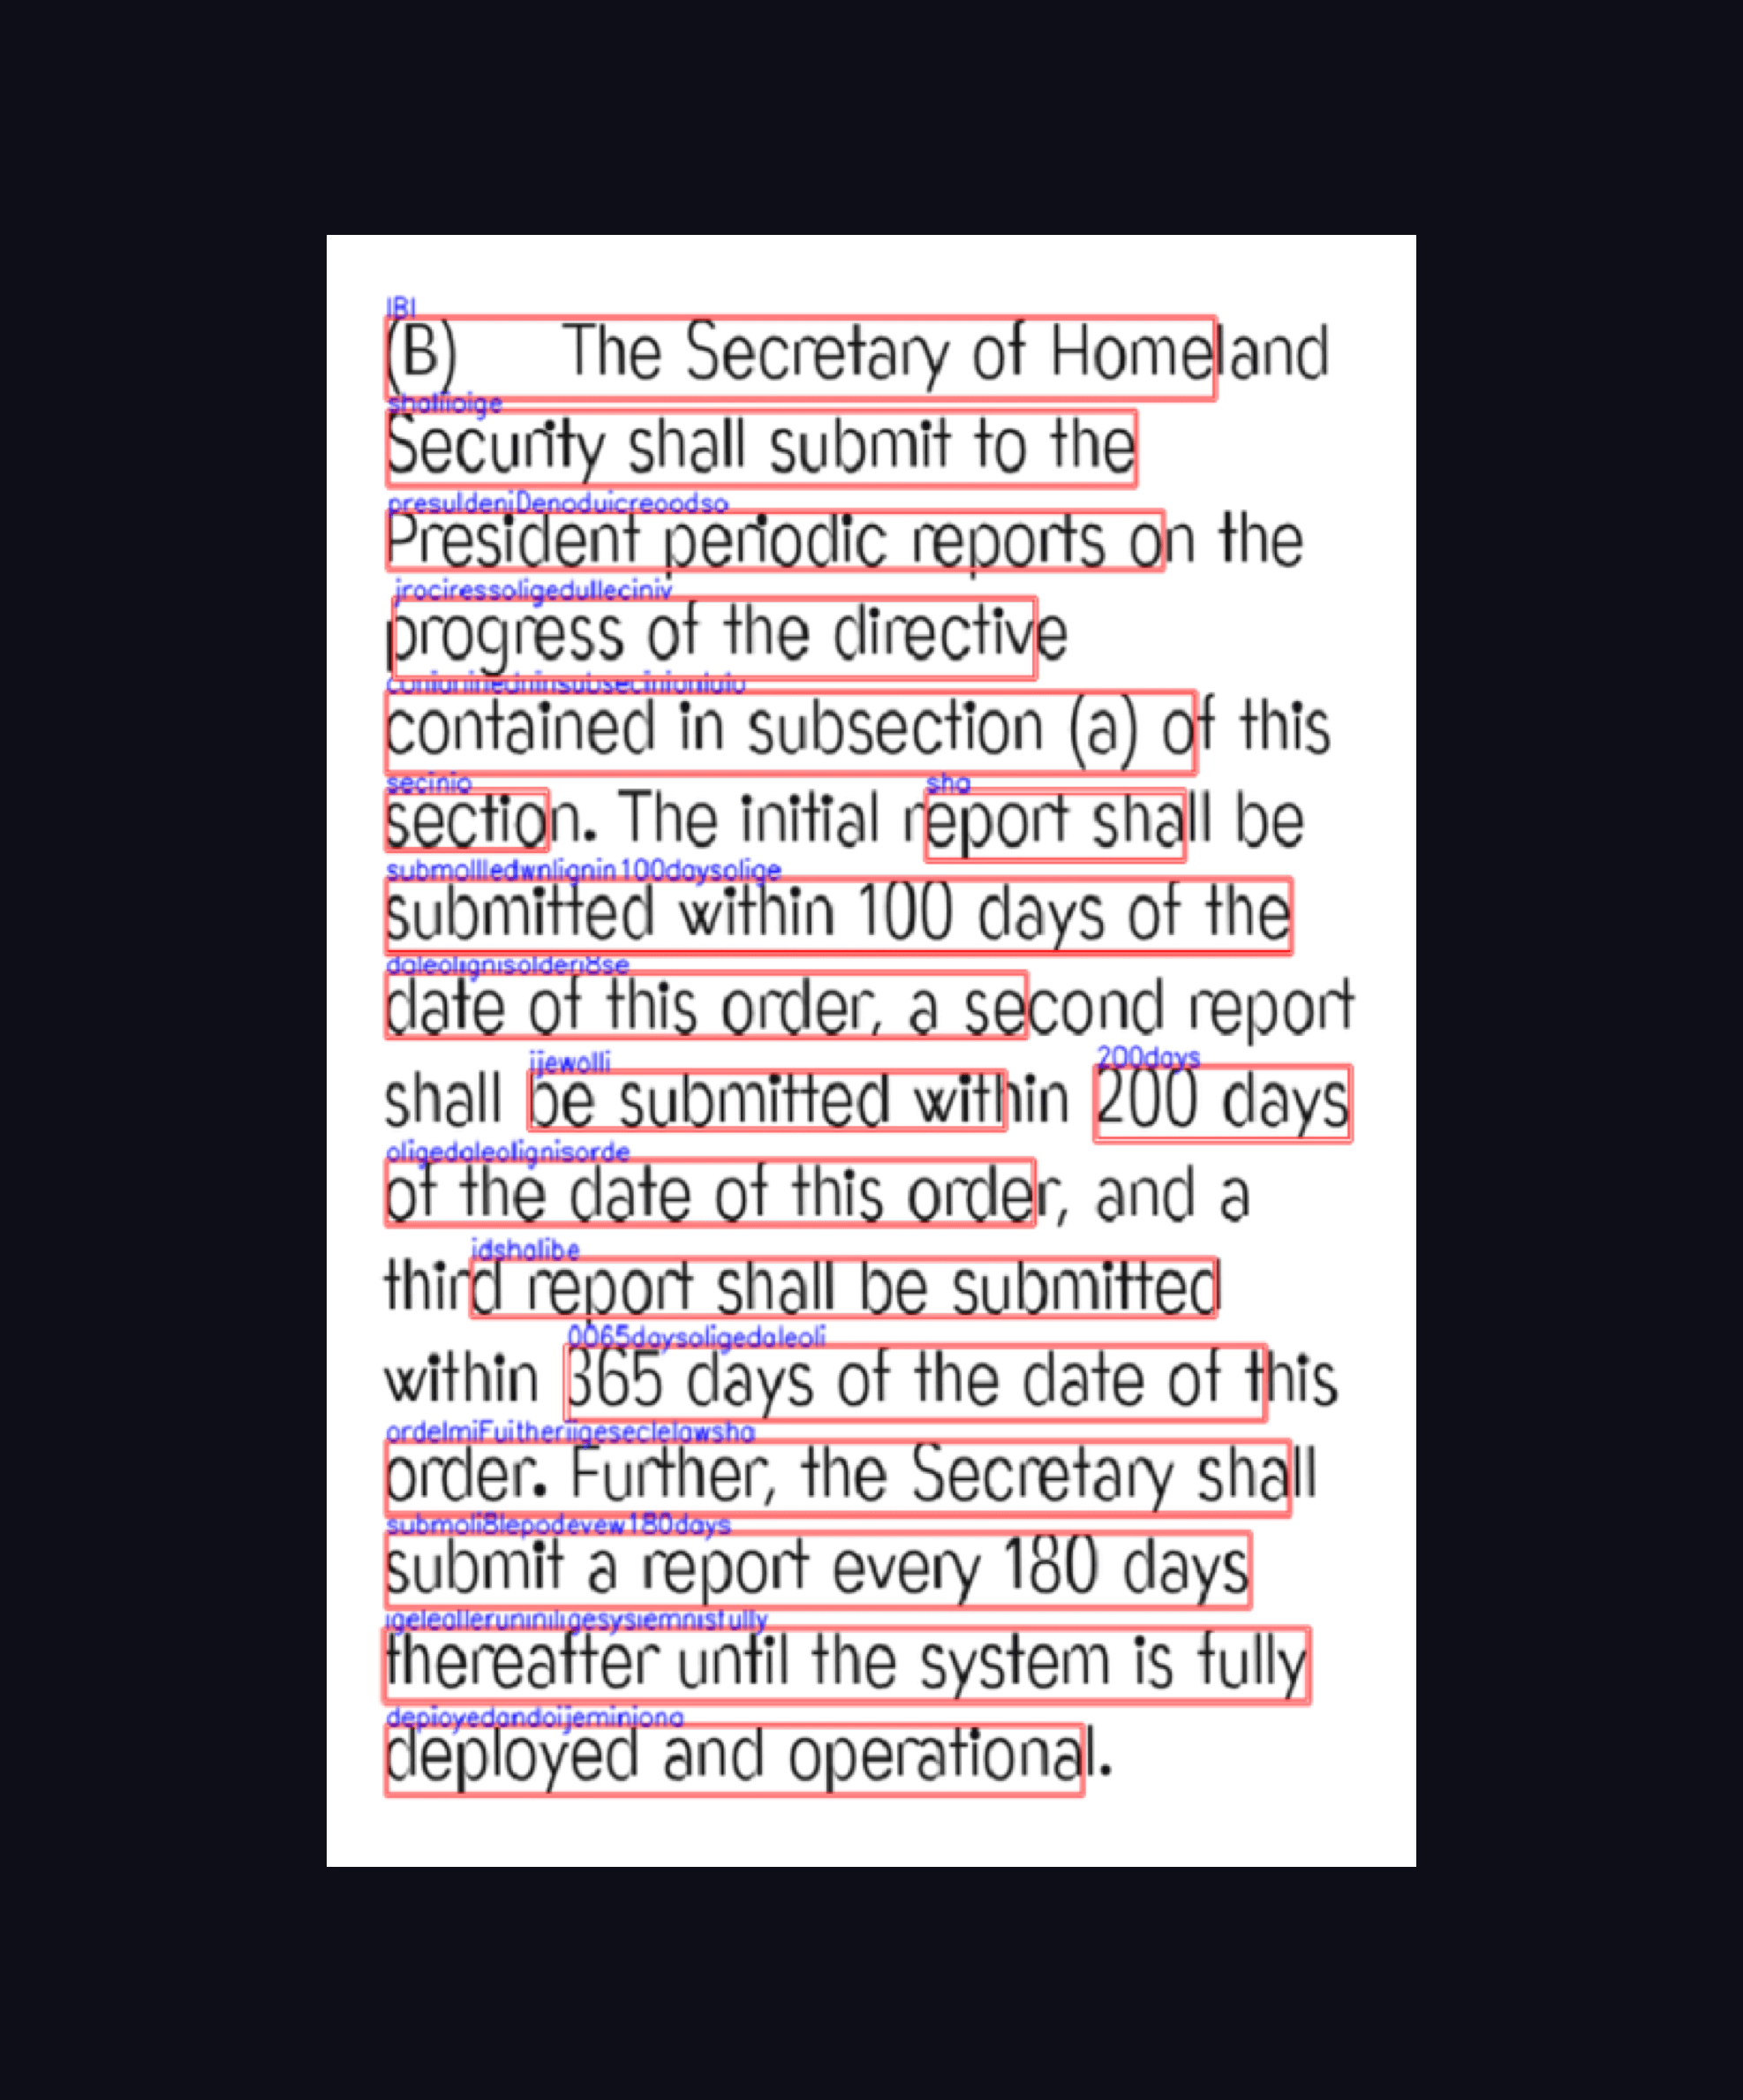 IBI
(B) The Secretary of Homeland
shallioige
Security shall submit to the
presuldeniDenoduicreoodso
President periodic reports on the
jrociressoligedulleciniv
progress of the directive
contained in subsection (a) of this
secinio sha
section. The initial report shall be
submollledwnlignin100daysolige
submitted within 100 days of the
daleolignisolderi8se
date of this order, a second report
ijewolli 200days
shall be submitted within 200 days
oligedaleolignisorde
of the date of this order, and a
idshalibe
third report shall be submitted
0065daysoligedaleoli
within 365 days of the date of this
ordelmiFuitherijgeseclelawsha
order. Further, the Secretary shall
submoli8lepodevew180days
submit a report every 180 days
igelealleruniniligesysiemnisfully
thereafter until the system is fully
depioyedandoijeminiona
deployed and operational.